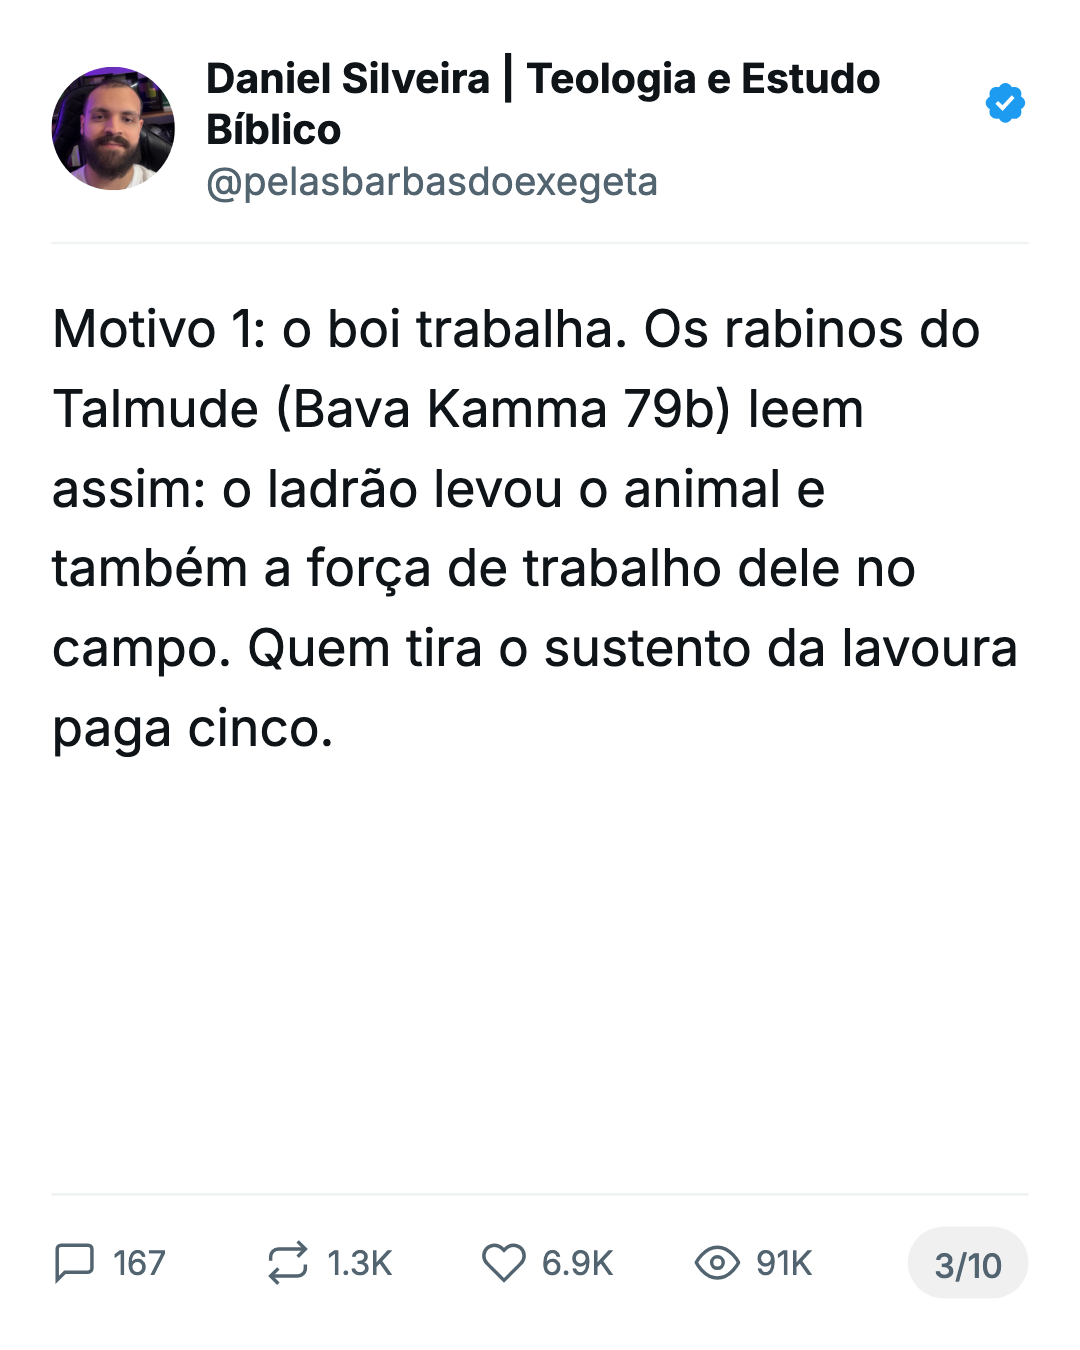 Daniel Silveira | Teologia e Estudo
Bíblico
@pelasbarbasdoexegeta
Motivo 1: o boi trabalha. Os rabinos do
Talmude (Bava Kamma 79b) leem
assim: o ladrão levou o animal e
também a força de trabalho dele no
campo. Quem tira o sustento da lavoura
paga cinco.
167 1.3K 6.9K 91K 3/10